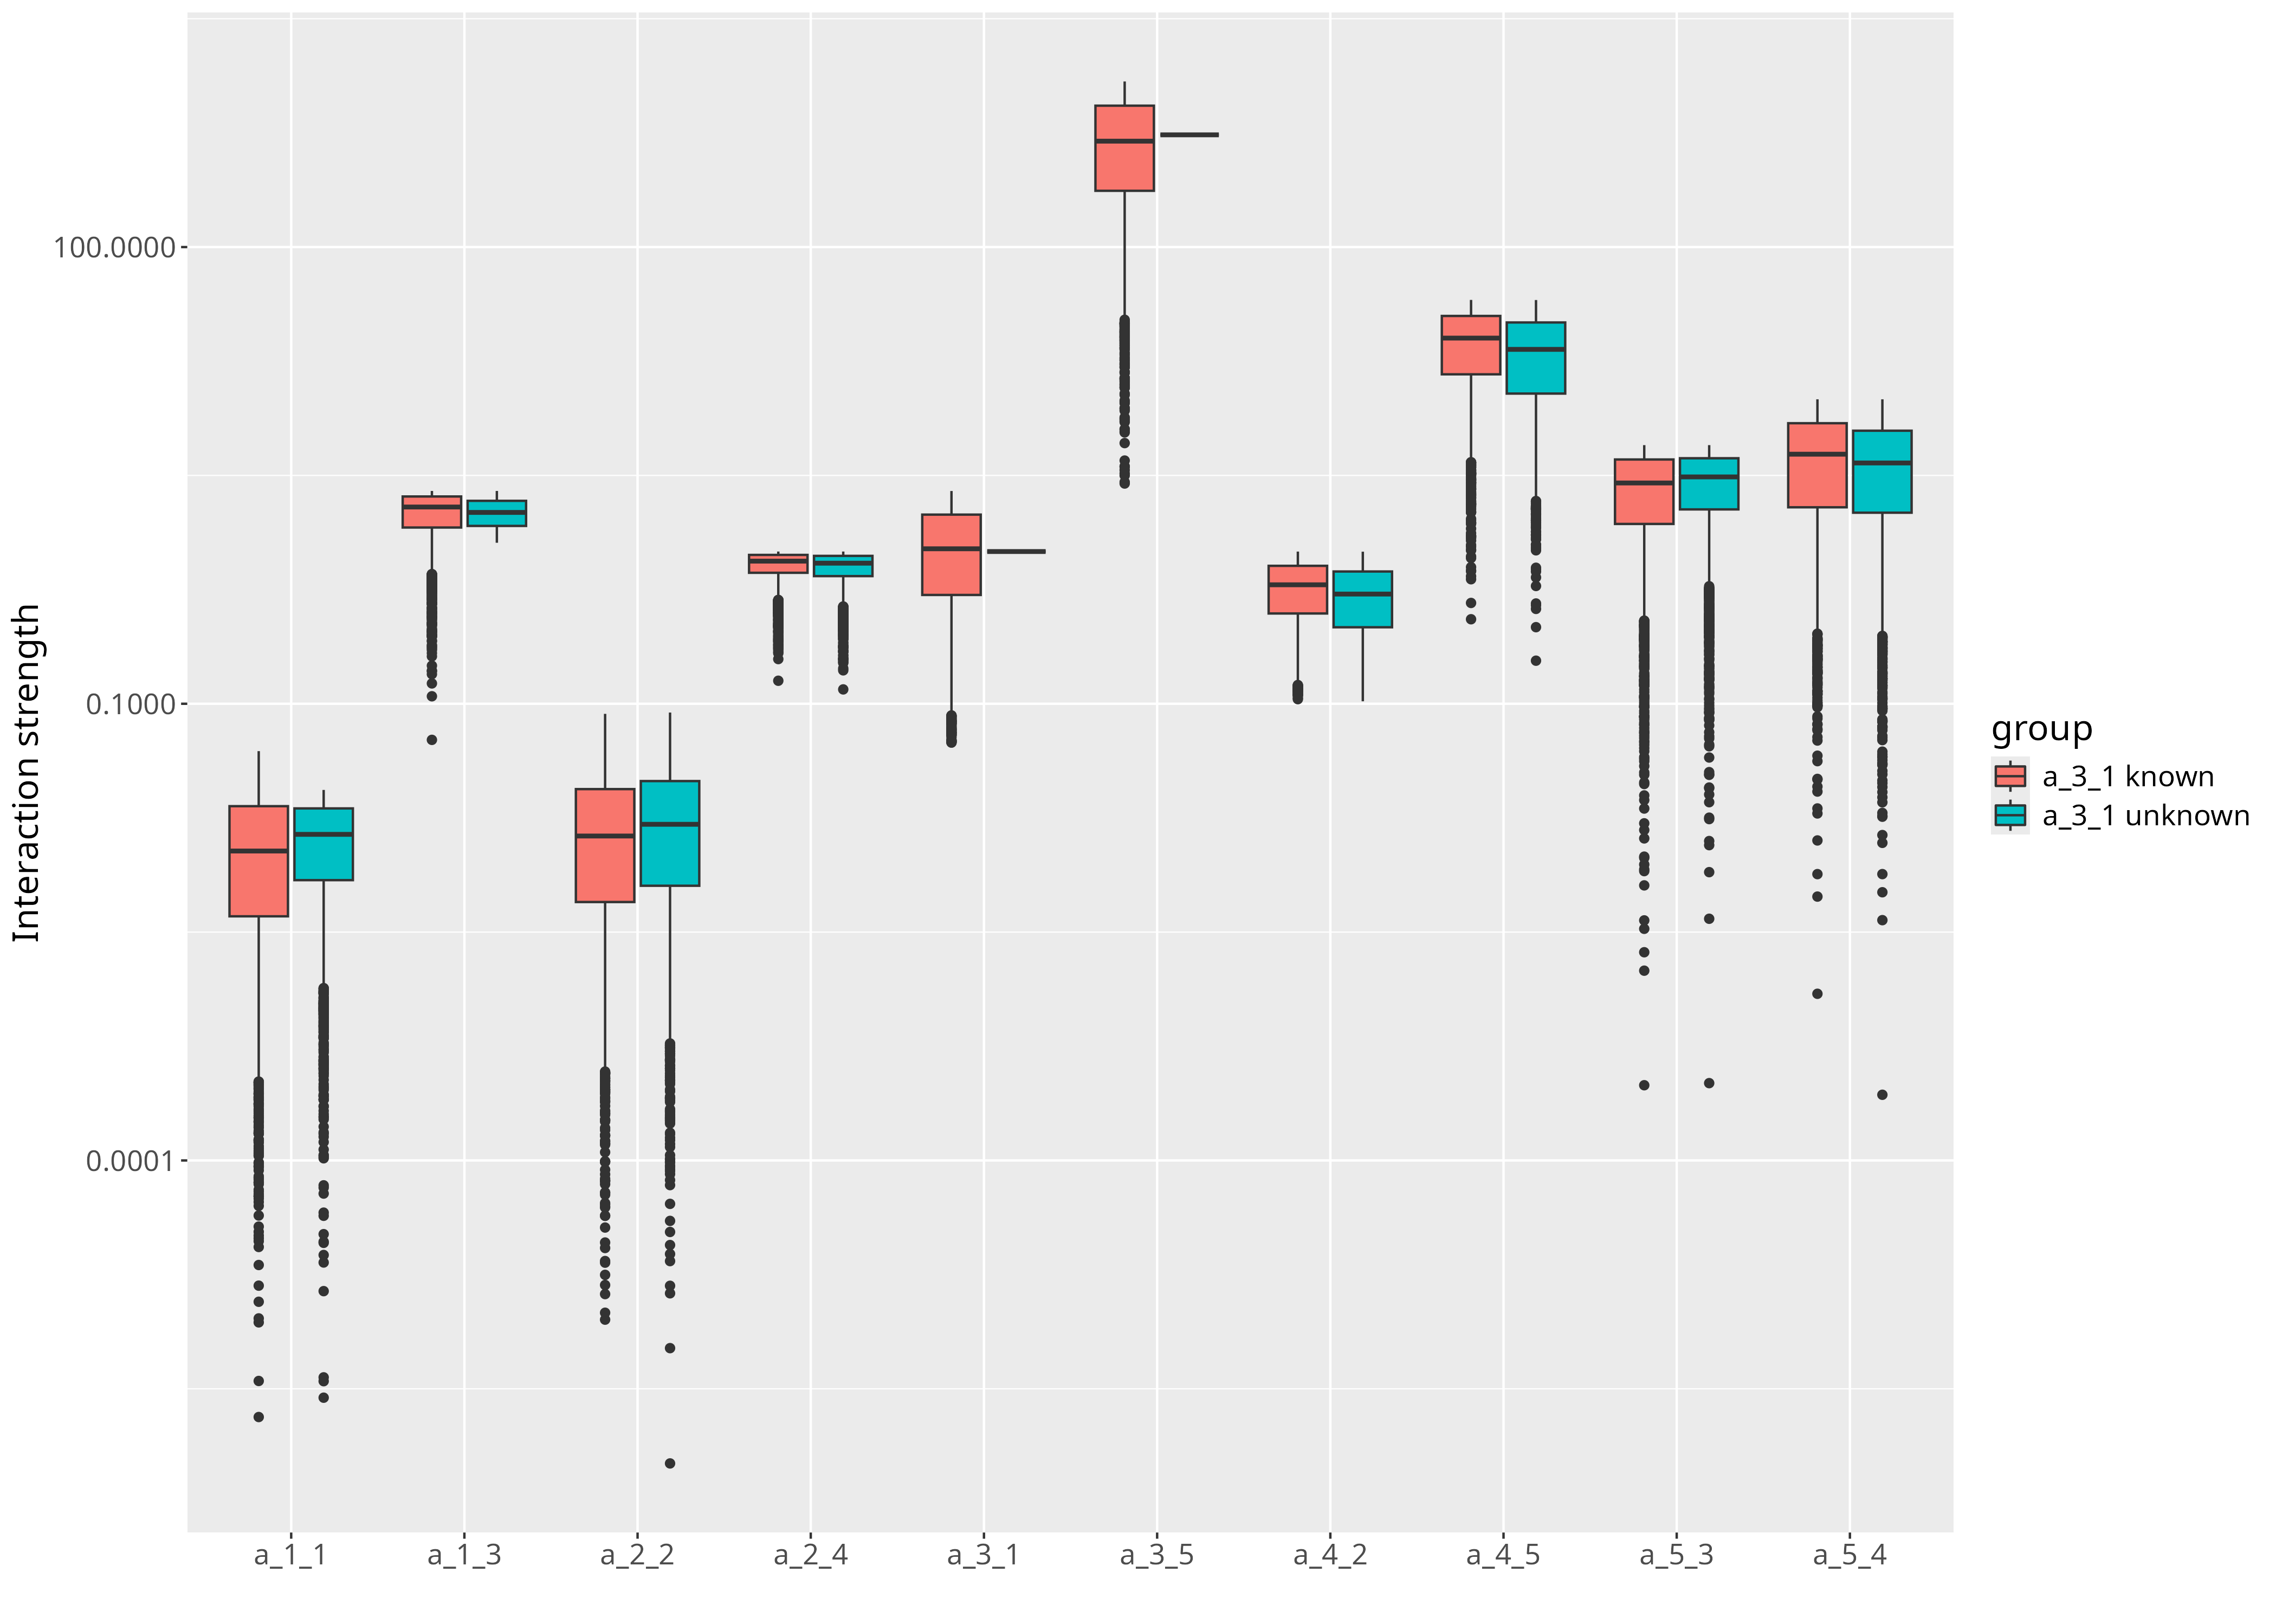 Interaction strength
100.0000
0.1000
0.0001
a_1_1
a_1_3
a_2_2
a_2_4
a_3_1
a_3_5
a_4_2
a_4_5
a_5_3
a_5_4
group
a_3_1 known
a_3_1 unknown